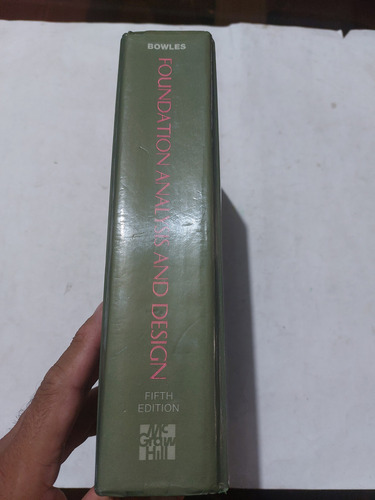 BOWLES
FOUNDATION ANALYSIS AND DESIGN
FIFTH
EDITION
Mc
Graw
Hill